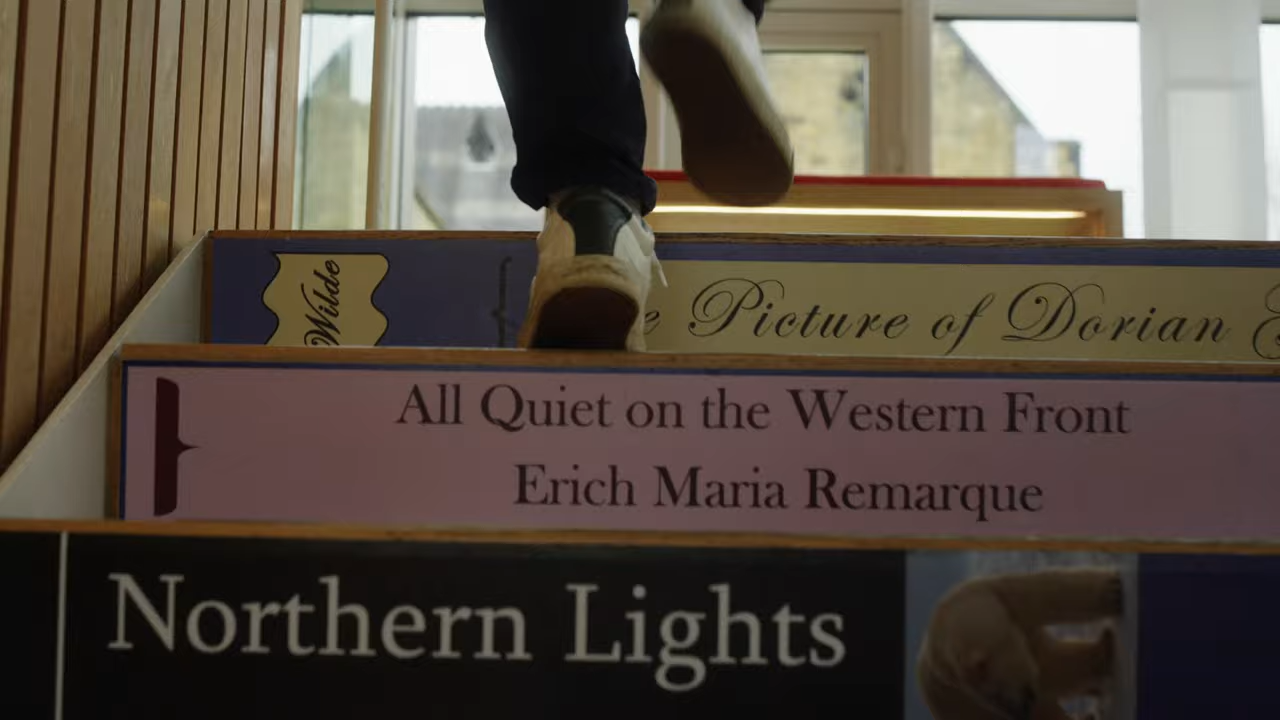 Wilde
Picture of Dorian
All Quiet on the Western Front
Erich Maria Remarque
Northern Lights